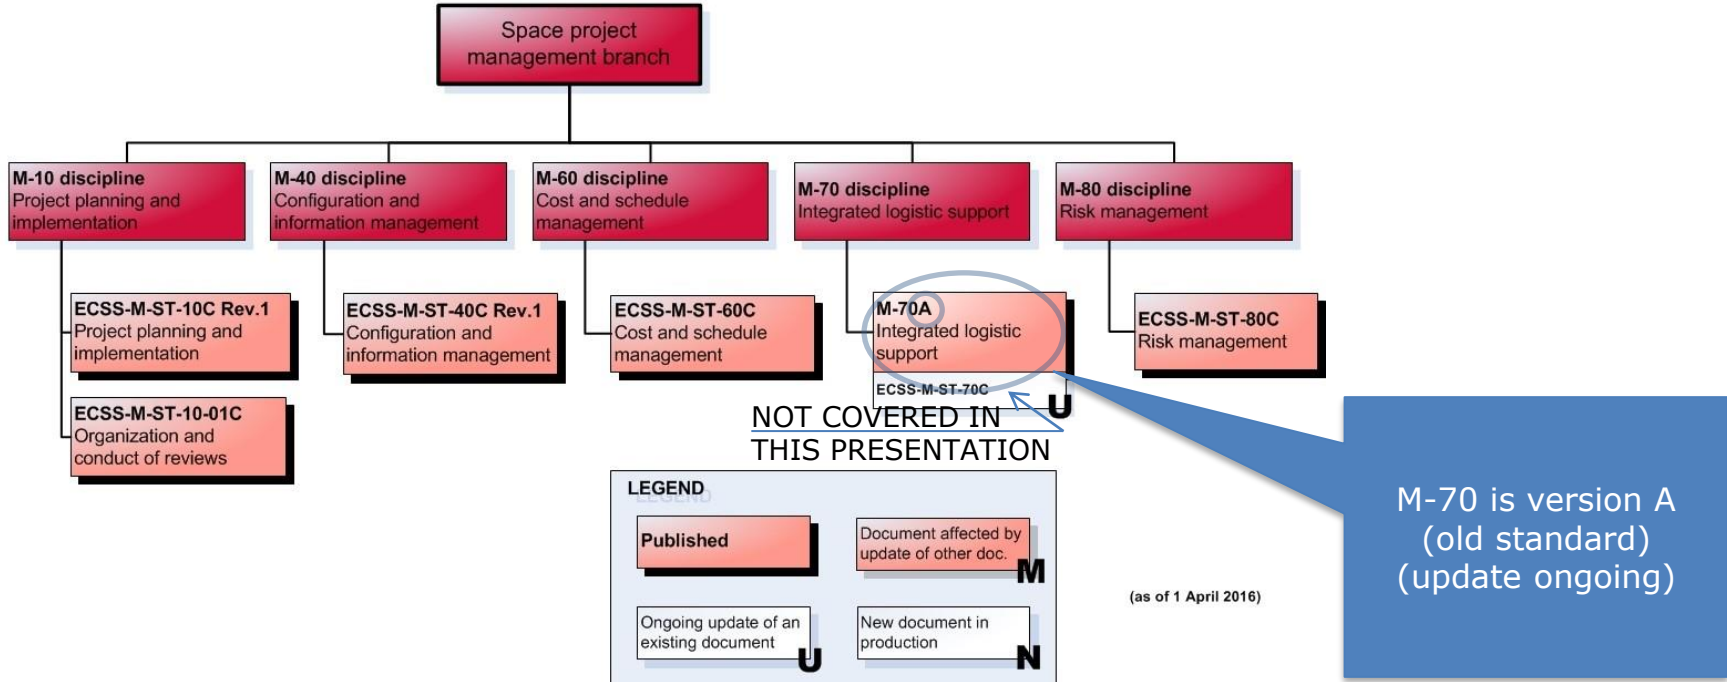 Space project
management branch
M-10 discipline
Project planning and
implementation
M-40 discipline
Configuration and
information management
M-60 discipline
Cost and schedule
management
M-70 discipline
Integrated logistic support
M-80 discipline
Risk management
ECSS-M-ST-10C Rev.1
Project planning and
implementation
ECSS-M-ST-10-01C
Organization and
conduct of reviews
ECSS-M-ST-40C Rev.1
Configuration and
information management
ECSS-M-ST-60C
Cost and schedule
management
M-70A
Integrated logistic
support
ECSS-M-ST-70C
U
ECSS-M-ST-80C
Risk management
NOT COVERED IN
THIS PRESENTATION
M-70 is version A
(old standard)
(update ongoing)
LEGEND
Published
Document affected by
update of other doc.
M
Ongoing update of an
existing document
U
New document in
production
N
(as of 1 April 2016)